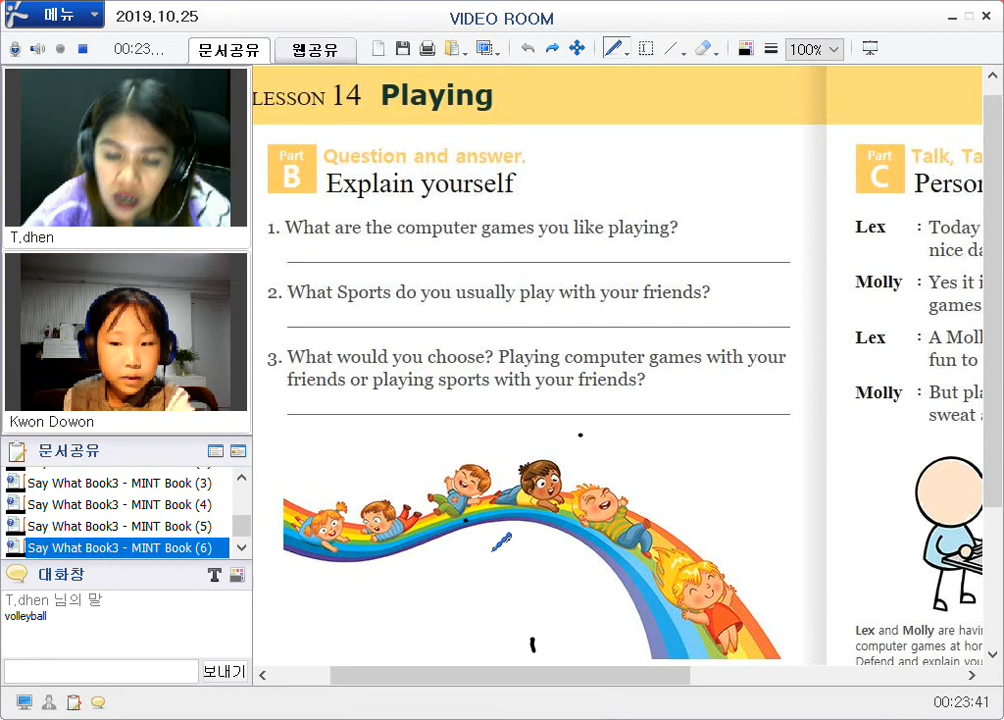 메뉴
2019.10.25
VIDEO ROOM
00:23...
문서공유
웹공유
100%
T.dhen
Kwon Dowon
문서공유
Say What Book3 - MINT Book (3)
Say What Book3 - MINT Book (4)
Say What Book3 - MINT Book (5)
Say What Book3 - MINT Book (6)
대화창
T.dhen 님의 말
volleyball
보내기
LESSON 14 Playing
Part B
Question and answer.
Explain yourself
1. What are the computer games you like playing?
2. What Sports do you usually play with your friends?
3. What would you choose? Playing computer games with your
friends or playing sports with your friends?
Part C
Talk, Ta
Person
Lex : Today
nice da
Molly : Yes it i
games
Lex : A Moll
fun to
Molly : But pla
sweat a
Lex and Molly are havi
computer games at hor
Defend and explain you
00:23:41